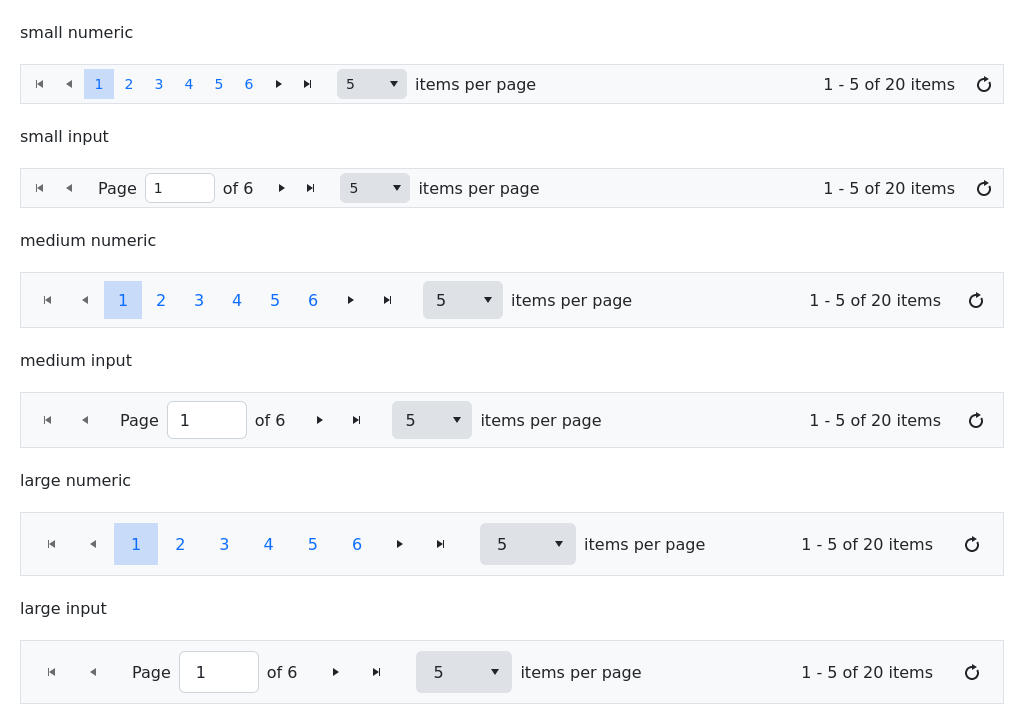 small numeric
1 2 3 4 5 6 5 items per page 1 - 5 of 20 items
small input
Page 1 of 6 5 items per page 1 - 5 of 20 items
medium numeric
1 2 3 4 5 6 5 items per page 1 - 5 of 20 items
medium input
Page 1 of 6 5 items per page 1 - 5 of 20 items
large numeric
1 2 3 4 5 6 5 items per page 1 - 5 of 20 items
large input
Page 1 of 6 5 items per page 1 - 5 of 20 items